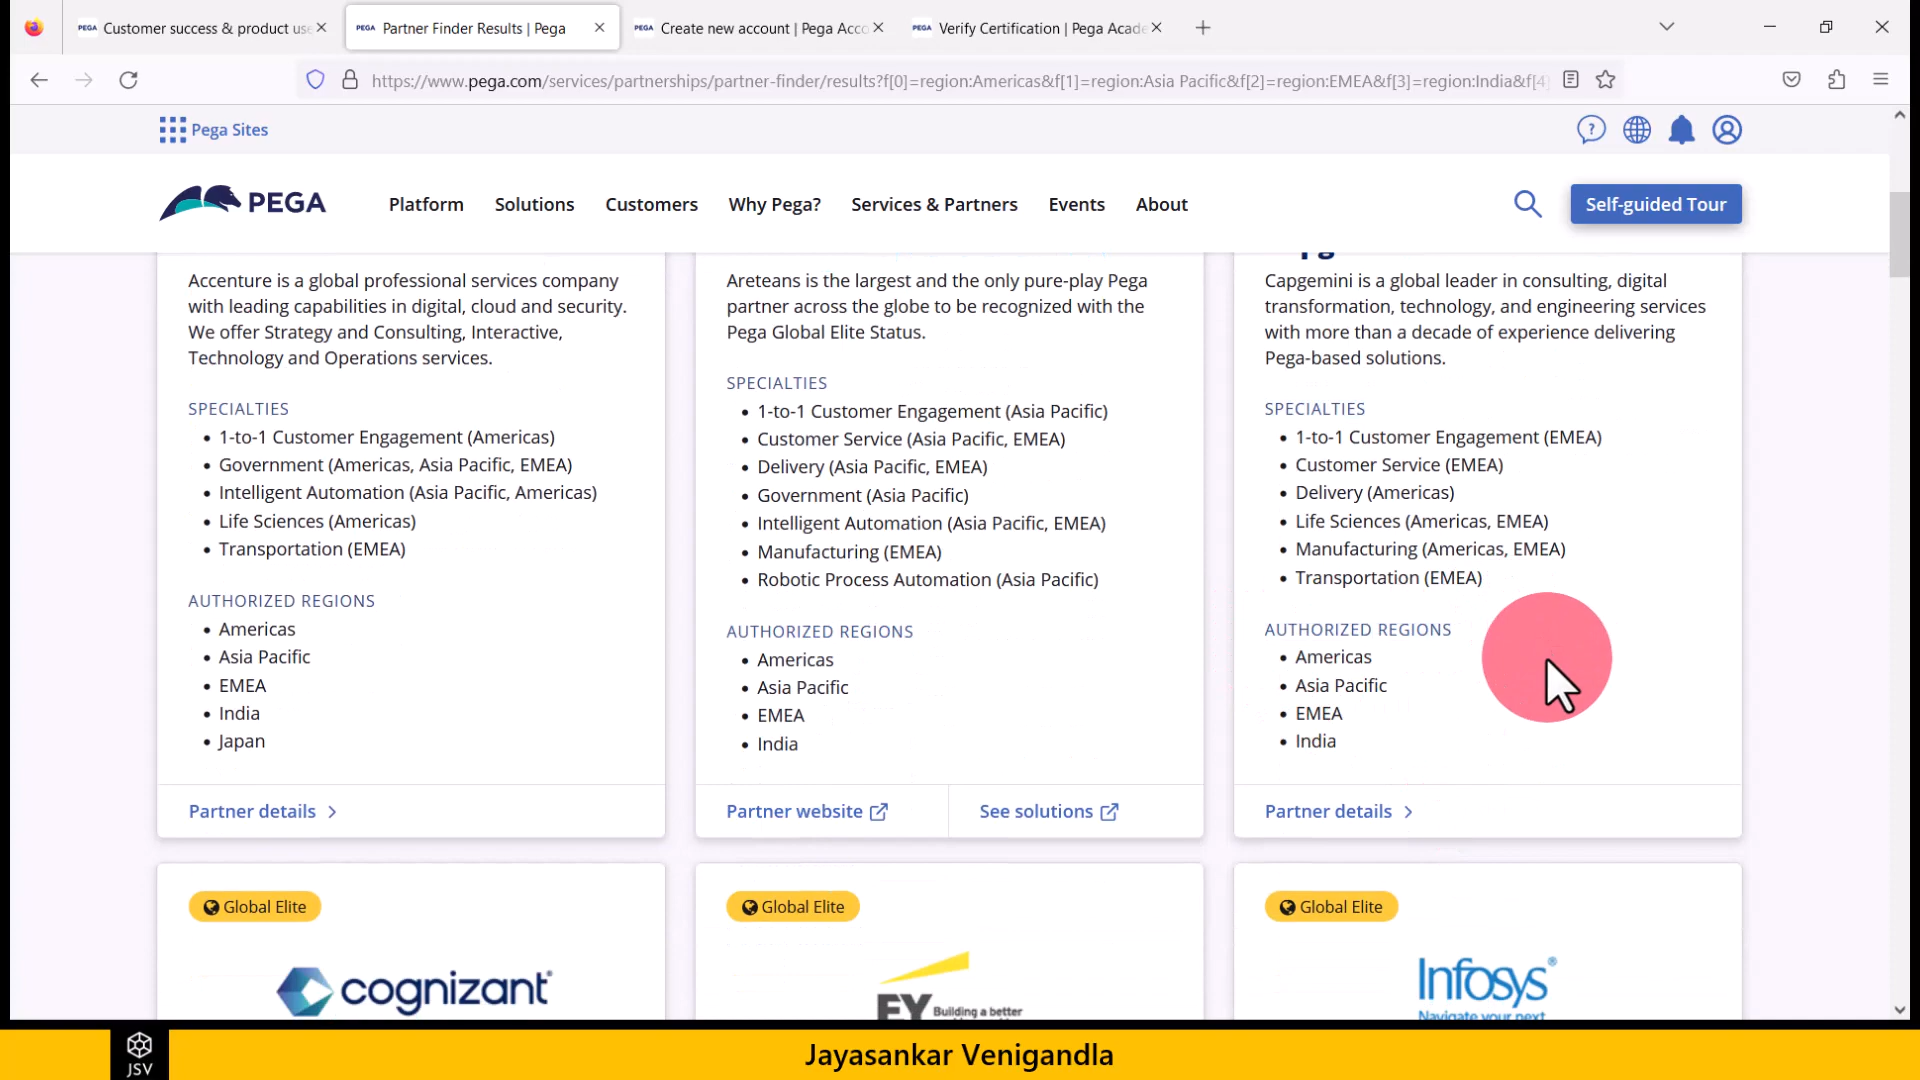 Customer success & product use
Partner Finder Results | Pega
Create new account | Pega Acco
Verify Certification | Pega Acade
https://www.pega.com/services/partnerships/partner-finder/results?f[0]=region:Americas&f[1]=region:Asia Pacific&f[2]=region:EMEA&f[3]=region:India&f[4]
Pega Sites
PEGA
Platform
Solutions
Customers
Why Pega?
Services & Partners
Events
About
Self-guided Tour
Accenture is a global professional services company
with leading capabilities in digital, cloud and security.
We offer Strategy and Consulting, Interactive,
Technology and Operations services.
SPECIALTIES
• 1-to-1 Customer Engagement (Americas)
• Government (Americas, Asia Pacific, EMEA)
• Intelligent Automation (Asia Pacific, Americas)
• Life Sciences (Americas)
• Transportation (EMEA)
AUTHORIZED REGIONS
• Americas
• Asia Pacific
• EMEA
• India
• Japan
Partner details
Areteans is the largest and the only pure-play Pega
partner across the globe to be recognized with the
Pega Global Elite Status.
SPECIALTIES
• 1-to-1 Customer Engagement (Asia Pacific)
• Customer Service (Asia Pacific, EMEA)
• Delivery (Asia Pacific, EMEA)
• Government (Asia Pacific)
• Intelligent Automation (Asia Pacific, EMEA)
• Manufacturing (EMEA)
• Robotic Process Automation (Asia Pacific)
AUTHORIZED REGIONS
• Americas
• Asia Pacific
• EMEA
• India
Partner website
See solutions
Capgemini is a global leader in consulting, digital
transformation, technology, and engineering services
with more than a decade of experience delivering
Pega-based solutions.
SPECIALTIES
• 1-to-1 Customer Engagement (EMEA)
• Customer Service (EMEA)
• Delivery (Americas)
• Life Sciences (Americas, EMEA)
• Manufacturing (Americas, EMEA)
• Transportation (EMEA)
AUTHORIZED REGIONS
• Americas
• Asia Pacific
• EMEA
• India
Partner details
Global Elite
cognizant
Global Elite
EY
Building a better
Global Elite
Infosys®
Navigate your next
JSV
Jayasankar Venigandla